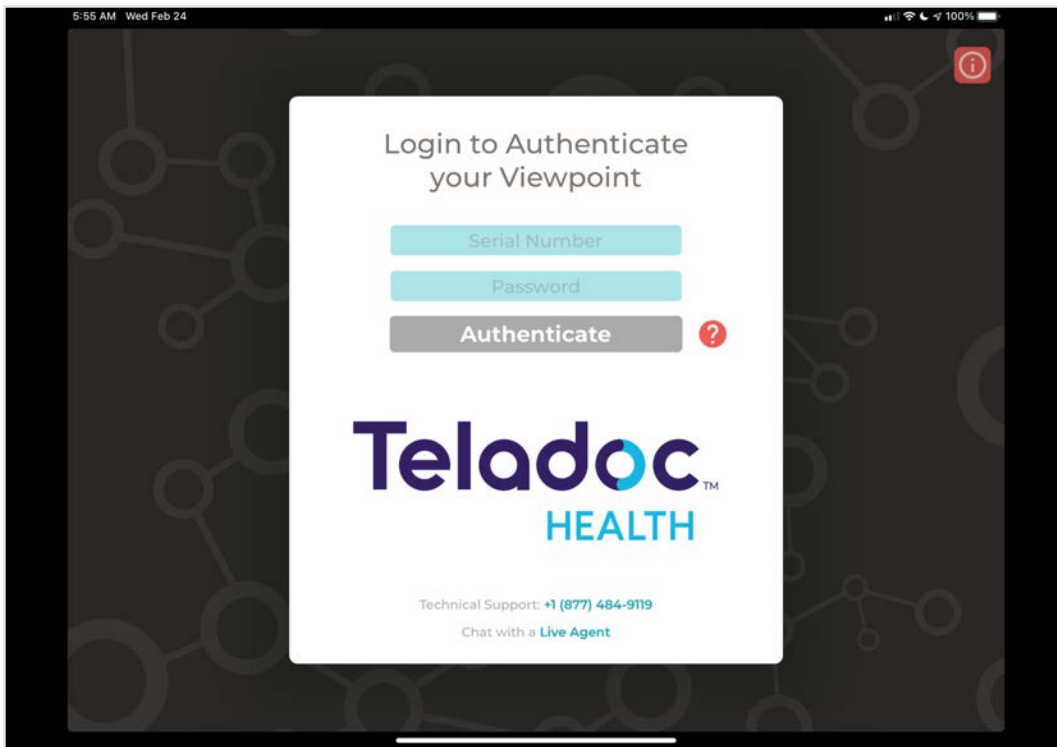 5:55 AM Wed Feb 24
100%
Login to Authenticate
your Viewpoint
Serial Number
Password
Authenticate
?
Teladoc™
HEALTH
Technical Support: +1 (877) 484-9119
Chat with a Live Agent